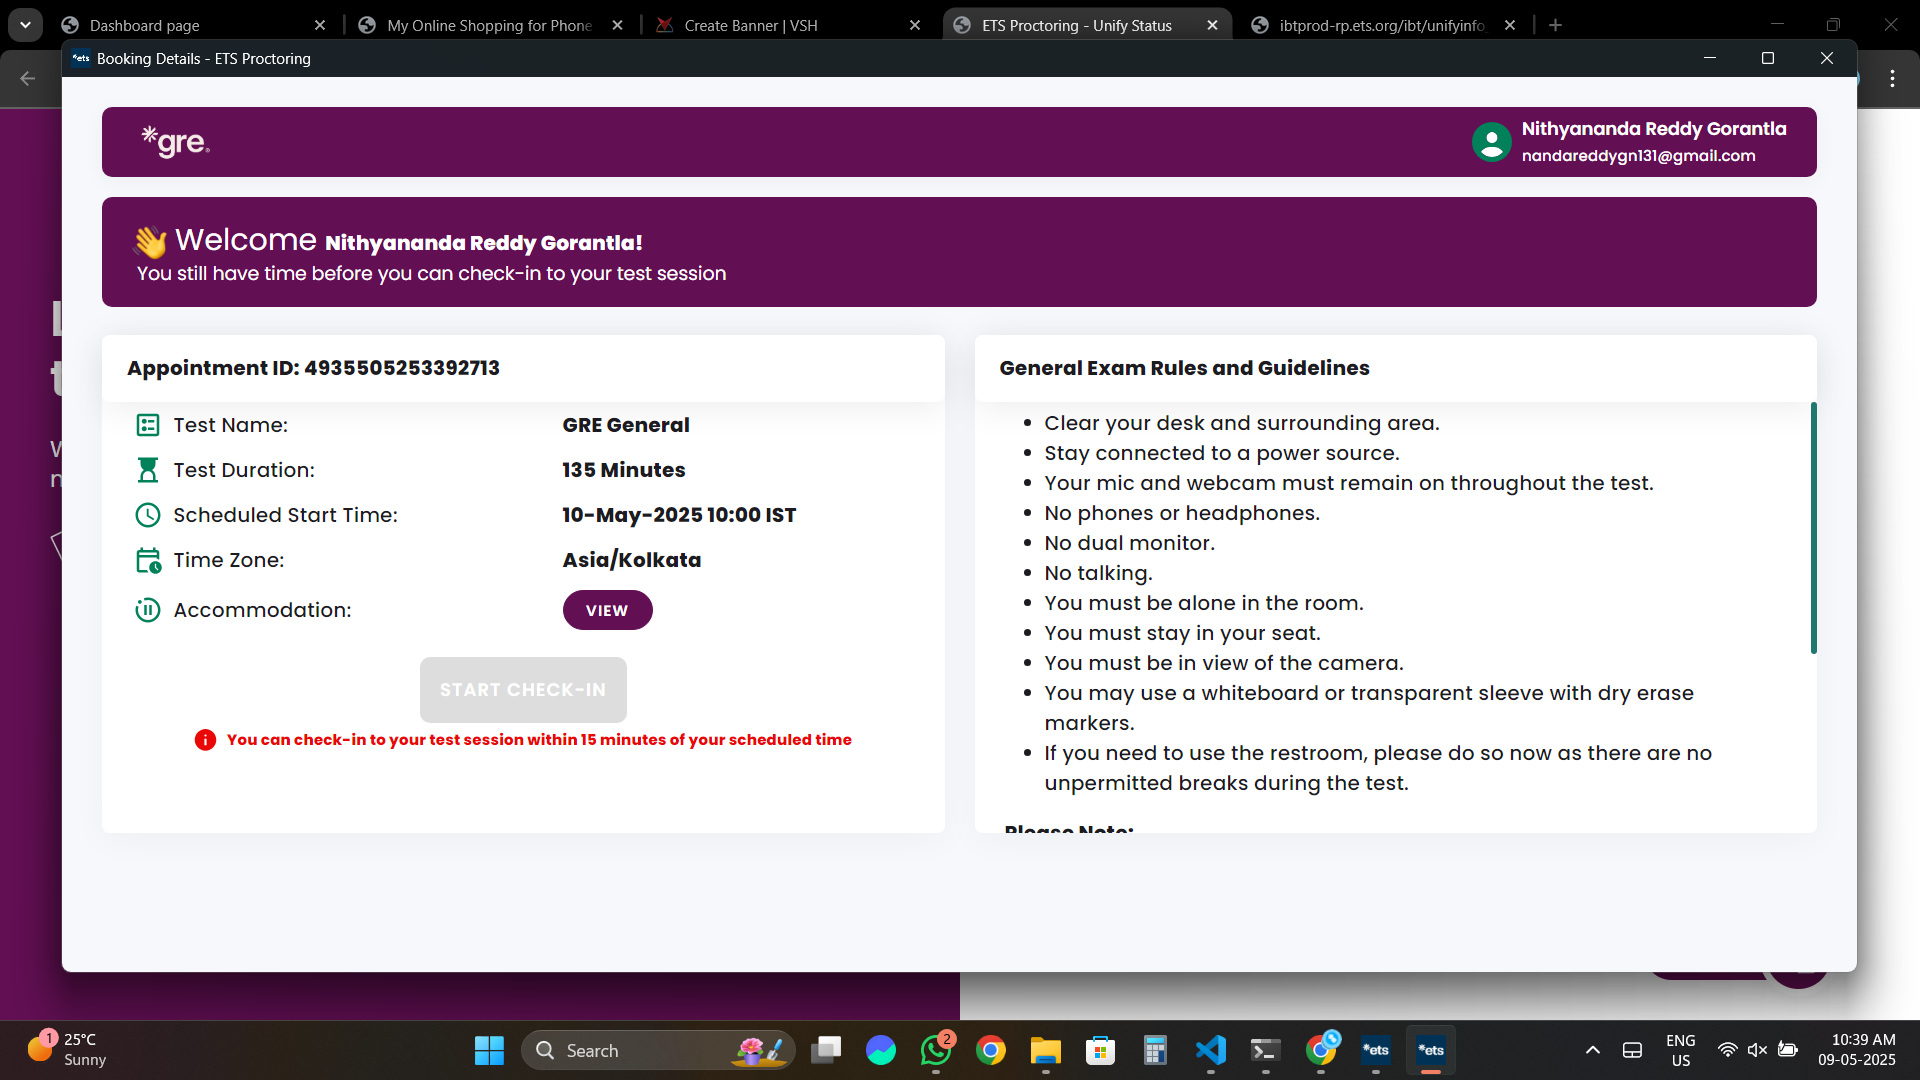 Dashboard page
My Online Shopping for Phone
Create Banner | VSH
ETS Proctoring - Unify Status
ibtprod-rp.ets.org/ibt/unifyinfo
*ets Booking Details - ETS Proctoring
*gre.
Nithyananda Reddy Gorantla
nandareddygn131@gmail.com
Welcome Nithyananda Reddy Gorantla!
You still have time before you can check-in to your test session
Appointment ID: 4935505253392713
Test Name: GRE General
Test Duration: 135 Minutes
Scheduled Start Time: 10-May-2025 10:00 IST
Time Zone: Asia/Kolkata
Accommodation: VIEW
START CHECK-IN
You can check-in to your test session within 15 minutes of your scheduled time
General Exam Rules and Guidelines
• Clear your desk and surrounding area.
• Stay connected to a power source.
• Your mic and webcam must remain on throughout the test.
• No phones or headphones.
• No dual monitor.
• No talking.
• You must be alone in the room.
• You must stay in your seat.
• You must be in view of the camera.
• You may use a whiteboard or transparent sleeve with dry erase
markers.
• If you need to use the restroom, please do so now as there are no
unpermitted breaks during the test.
Please Note:
1
25°C
Sunny
Search
2
*ets
*ets
ENG
US
10:39 AM
09-05-2025